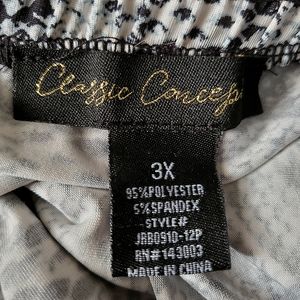 Classic Concepts
3X
95%POLYESTER
5%SPANDEX
STYLE#
JRB0910-12P
RN#143003
MADE IN CHINA